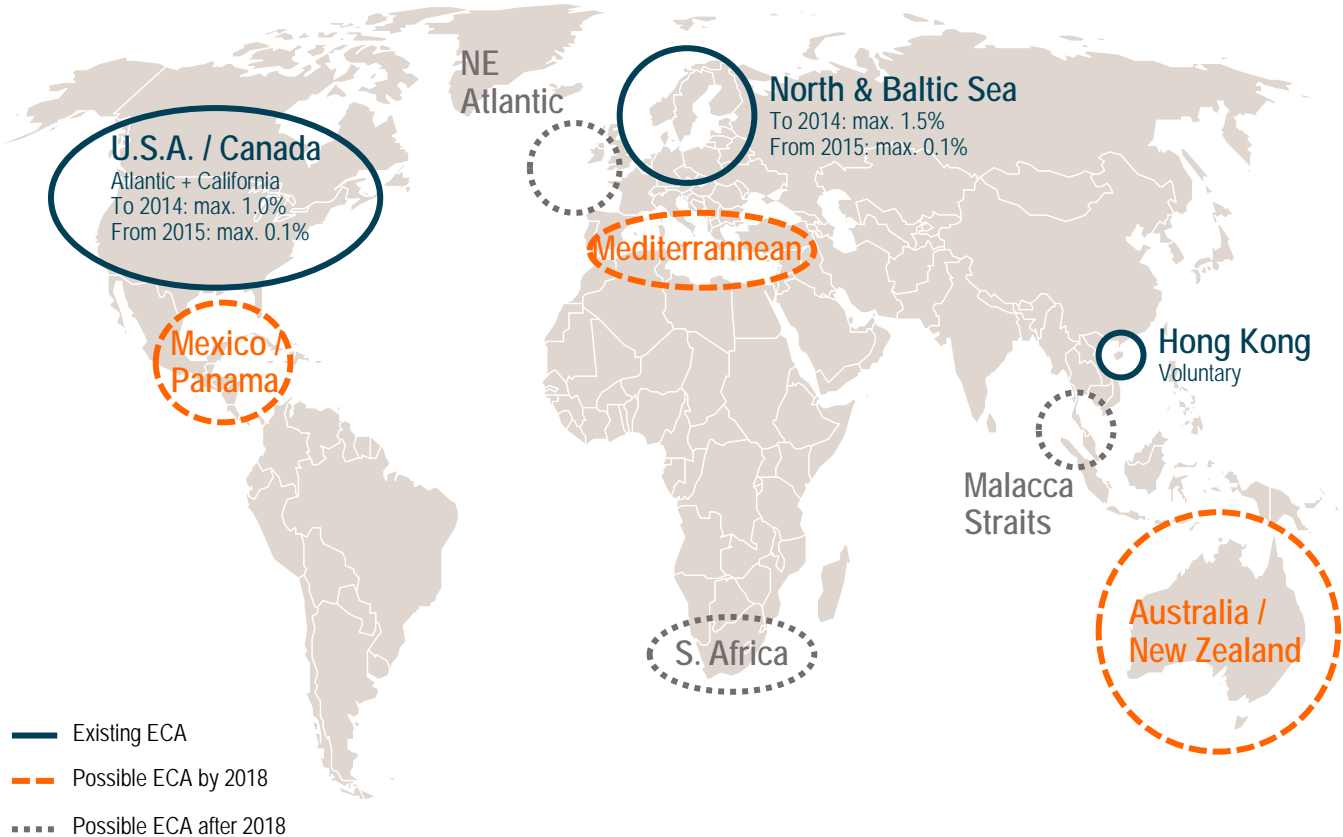 NE
Atlantic
North & Baltic Sea
To 2014: max. 1.5%
From 2015: max. 0.1%
U.S.A. / Canada
Atlantic + California
To 2014: max. 1.0%
From 2015: max. 0.1%
Mediterrannean
Mexico /
Panama
Hong Kong
Voluntary
Malacca
Straits
Australia /
New Zealand
S. Africa
Existing ECA
Possible ECA by 2018
Possible ECA after 2018